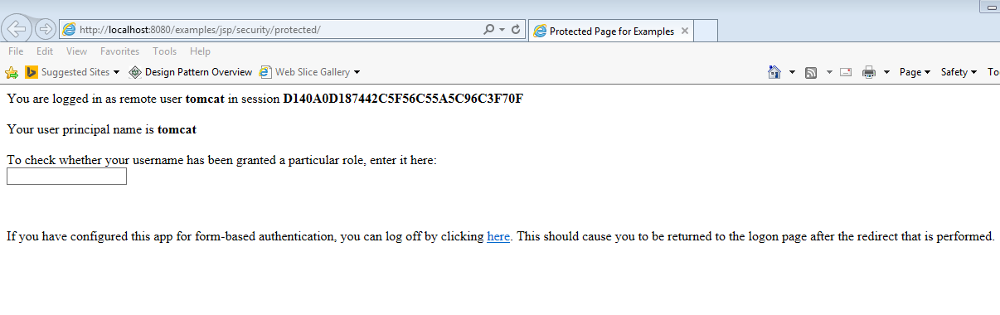 http://localhost:8080/examples/jsp/security/protected/
Protected Page for Examples
File Edit View Favorites Tools Help
Suggested Sites Design Pattern Overview Web Slice Gallery Page Safety To
You are logged in as remote user tomcat in session D140A0D187442C5F56C55A5C96C3F70F
Your user principal name is tomcat
To check whether your username has been granted a particular role, enter it here:
If you have configured this app for form-based authentication, you can log off by clicking here. This should cause you to be returned to the logon page after the redirect that is performed.